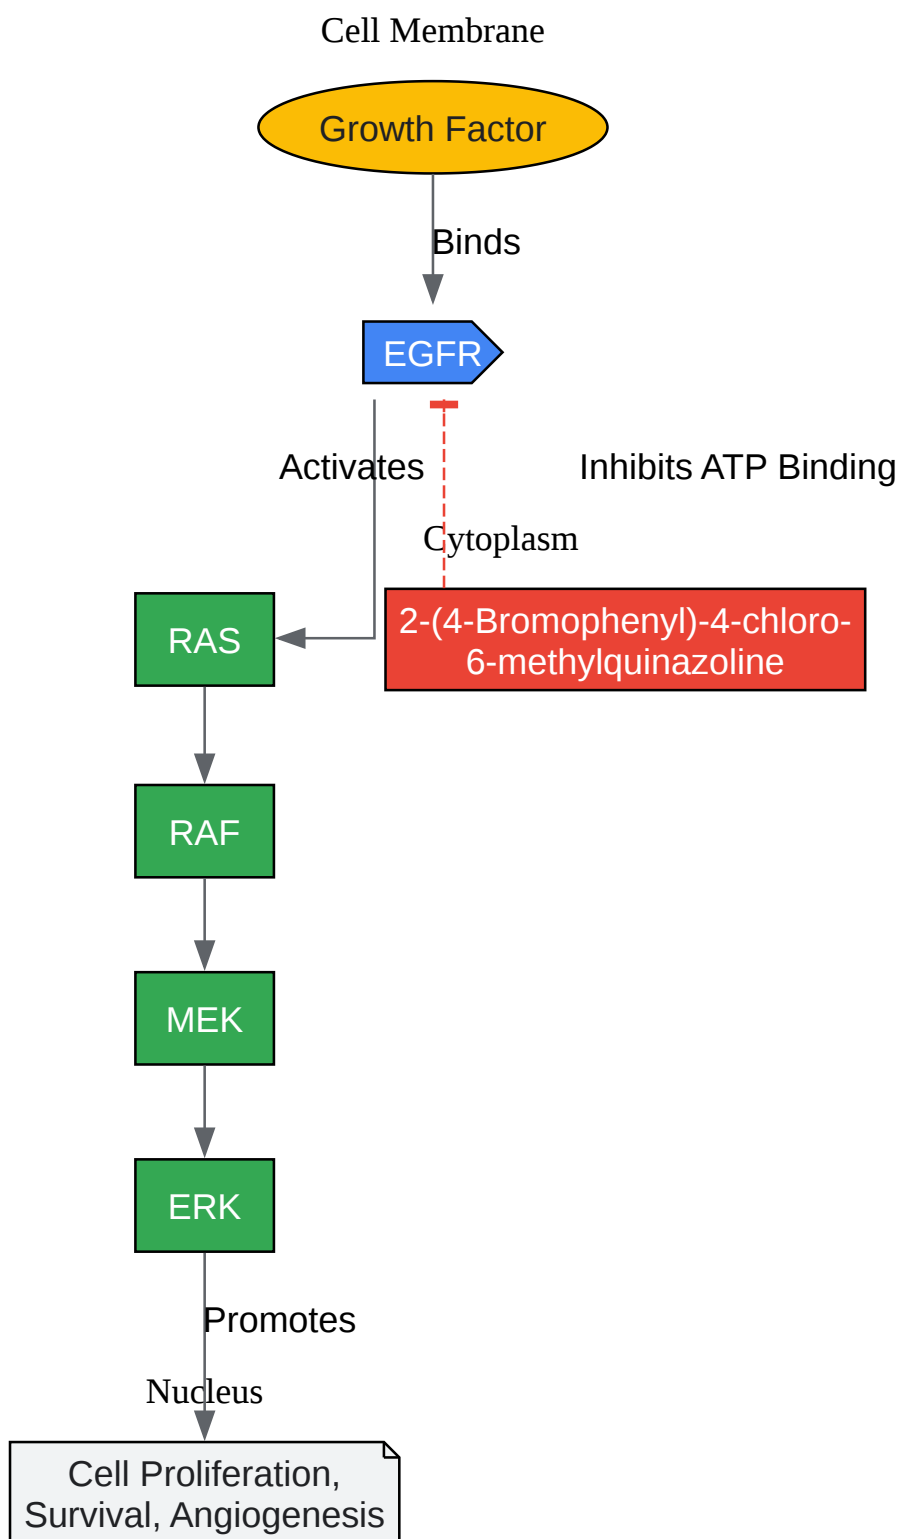 Cell Membrane
Growth Factor
Binds
EGFR
Activates
Inhibits ATP Binding
Cytoplasm
RAS
2-(4-Bromophenyl)-4-chloro-
6-methylquinazoline
RAF
MEK
ERK
Promotes
Nucleus
Cell Proliferation,
Survival, Angiogenesis